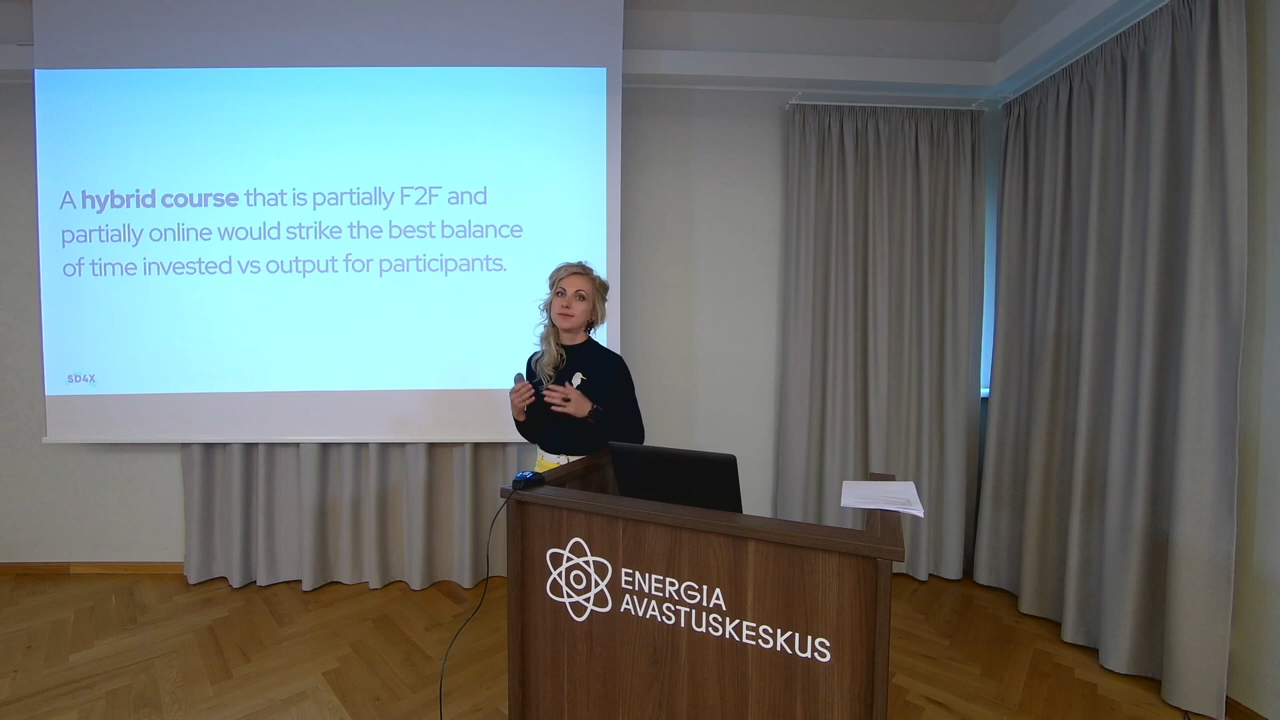 A hybrid course that is partially F2F and
partially online would strike the best balance
of time invested vs output for participants.
SD4X
ENERGIA
AVASTUSKESKUS